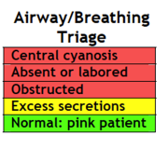 Airway/Breathing
Triage
Central cyanosis
Absent or labored
Obstructed
Excess secretions
Normal: pink patient